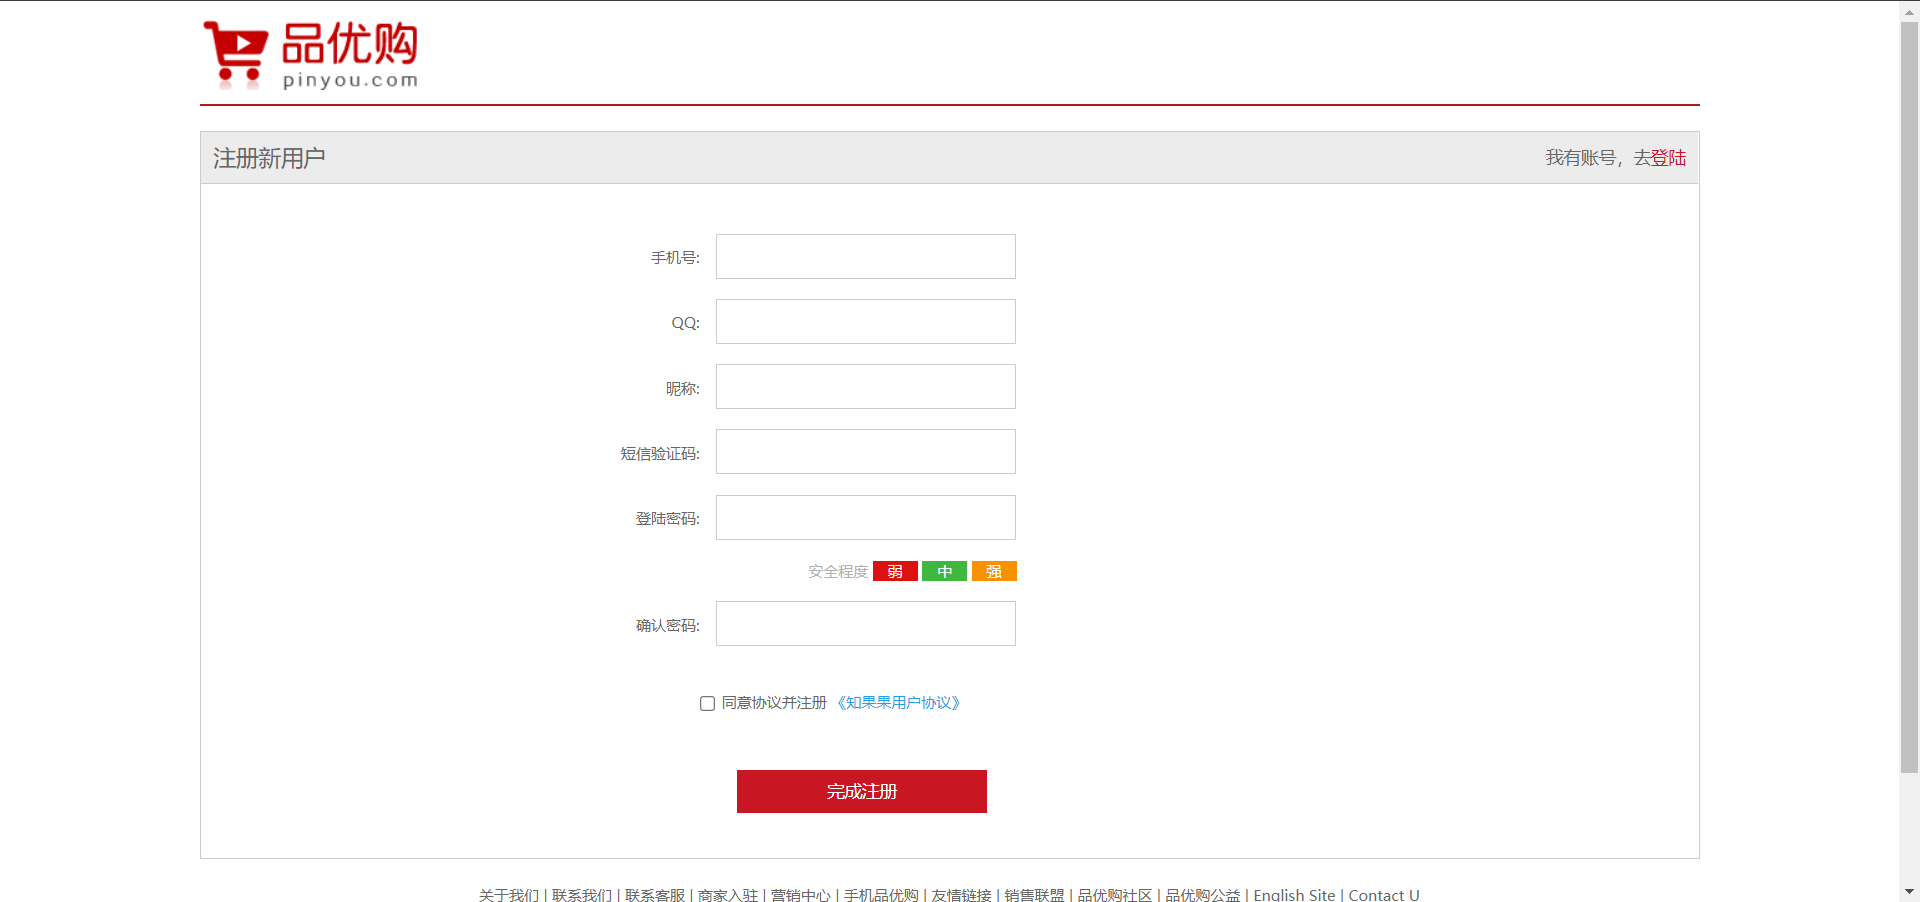 品优购
pinyou.com
注册新用户
我有账号，去登陆
手机号:
QQ:
昵称:
短信验证码:
登陆密码:
安全程度 弱 中 强
确认密码:
同意协议并注册 《知果果用户协议》
完成注册
关于我们 | 联系我们 | 联系客服 | 商家入驻 | 营销中心 | 手机品优购 | 友情链接 | 销售联盟 | 品优购社区 | 品优购公益 | English Site | Contact U